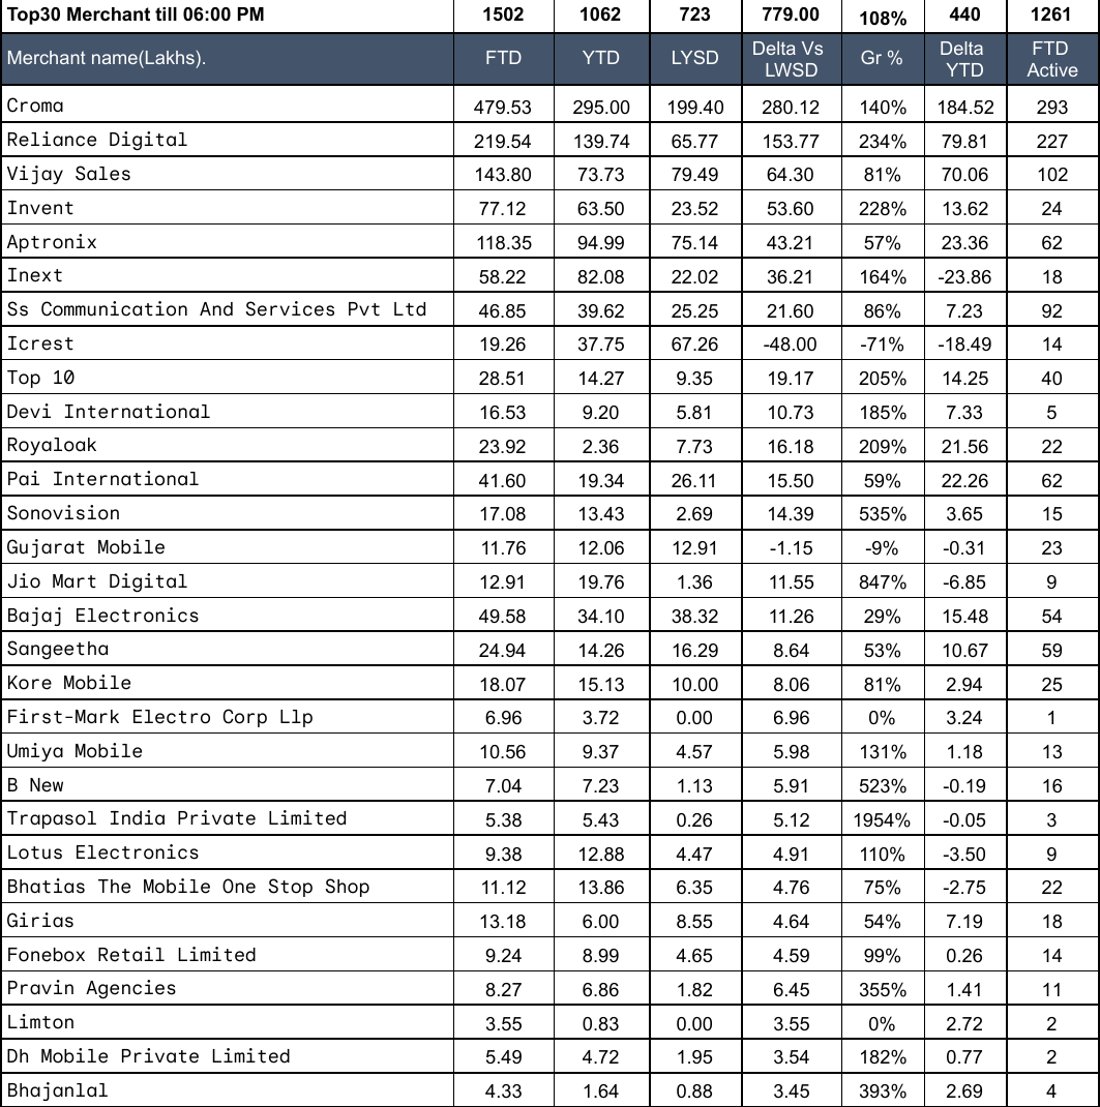 Top30 Merchant till 06:00 PM 1502 1062 723 779.00 108% 440 1261
Merchant name(Lakhs). FTD YTD LYSD Delta Vs LWSD Gr % Delta YTD FTD Active
Croma 479.53 295.00 199.40 280.12 140% 184.52 293
Reliance Digital 219.54 139.74 65.77 153.77 234% 79.81 227
Vijay Sales 143.80 73.73 79.49 64.30 81% 70.06 102
Invent 77.12 63.50 23.52 53.60 228% 13.62 24
Aptronix 118.35 94.99 75.14 43.21 57% 23.36 62
Inext 58.22 82.08 22.02 36.21 164% -23.86 18
Ss Communication And Services Pvt Ltd 46.85 39.62 25.25 21.60 86% 7.23 92
Icrest 19.26 37.75 67.26 -48.00 -71% -18.49 14
Top 10 28.51 14.27 9.35 19.17 205% 14.25 40
Devi International 16.53 9.20 5.81 10.73 185% 7.33 5
Royaloak 23.92 2.36 7.73 16.18 209% 21.56 22
Pai International 41.60 19.34 26.11 15.50 59% 22.26 62
Sonovision 17.08 13.43 2.69 14.39 535% 3.65 15
Gujarat Mobile 11.76 12.06 12.91 -1.15 -9% -0.31 23
Jio Mart Digital 12.91 19.76 1.36 11.55 847% -6.85 9
Bajaj Electronics 49.58 34.10 38.32 11.26 29% 15.48 54
Sangeetha 24.94 14.26 16.29 8.64 53% 10.67 59
Kore Mobile 18.07 15.13 10.00 8.06 81% 2.94 25
First-Mark Electro Corp Llp 6.96 3.72 0.00 6.96 0% 3.24 1
Umiya Mobile 10.56 9.37 4.57 5.98 131% 1.18 13
B New 7.04 7.23 1.13 5.91 523% -0.19 16
Trapasol India Private Limited 5.38 5.43 0.26 5.12 1954% -0.05 3
Lotus Electronics 9.38 12.88 4.47 4.91 110% -3.50 9
Bhatias The Mobile One Stop Shop 11.12 13.86 6.35 4.76 75% -2.75 22
Girias 13.18 6.00 8.55 4.64 54% 7.19 18
Fonebox Retail Limited 9.24 8.99 4.65 4.59 99% 0.26 14
Pravin Agencies 8.27 6.86 1.82 6.45 355% 1.41 11
Limton 3.55 0.83 0.00 3.55 0% 2.72 2
Dh Mobile Private Limited 5.49 4.72 1.95 3.54 182% 0.77 2
Bhajanlal 4.33 1.64 0.88 3.45 393% 2.69 4